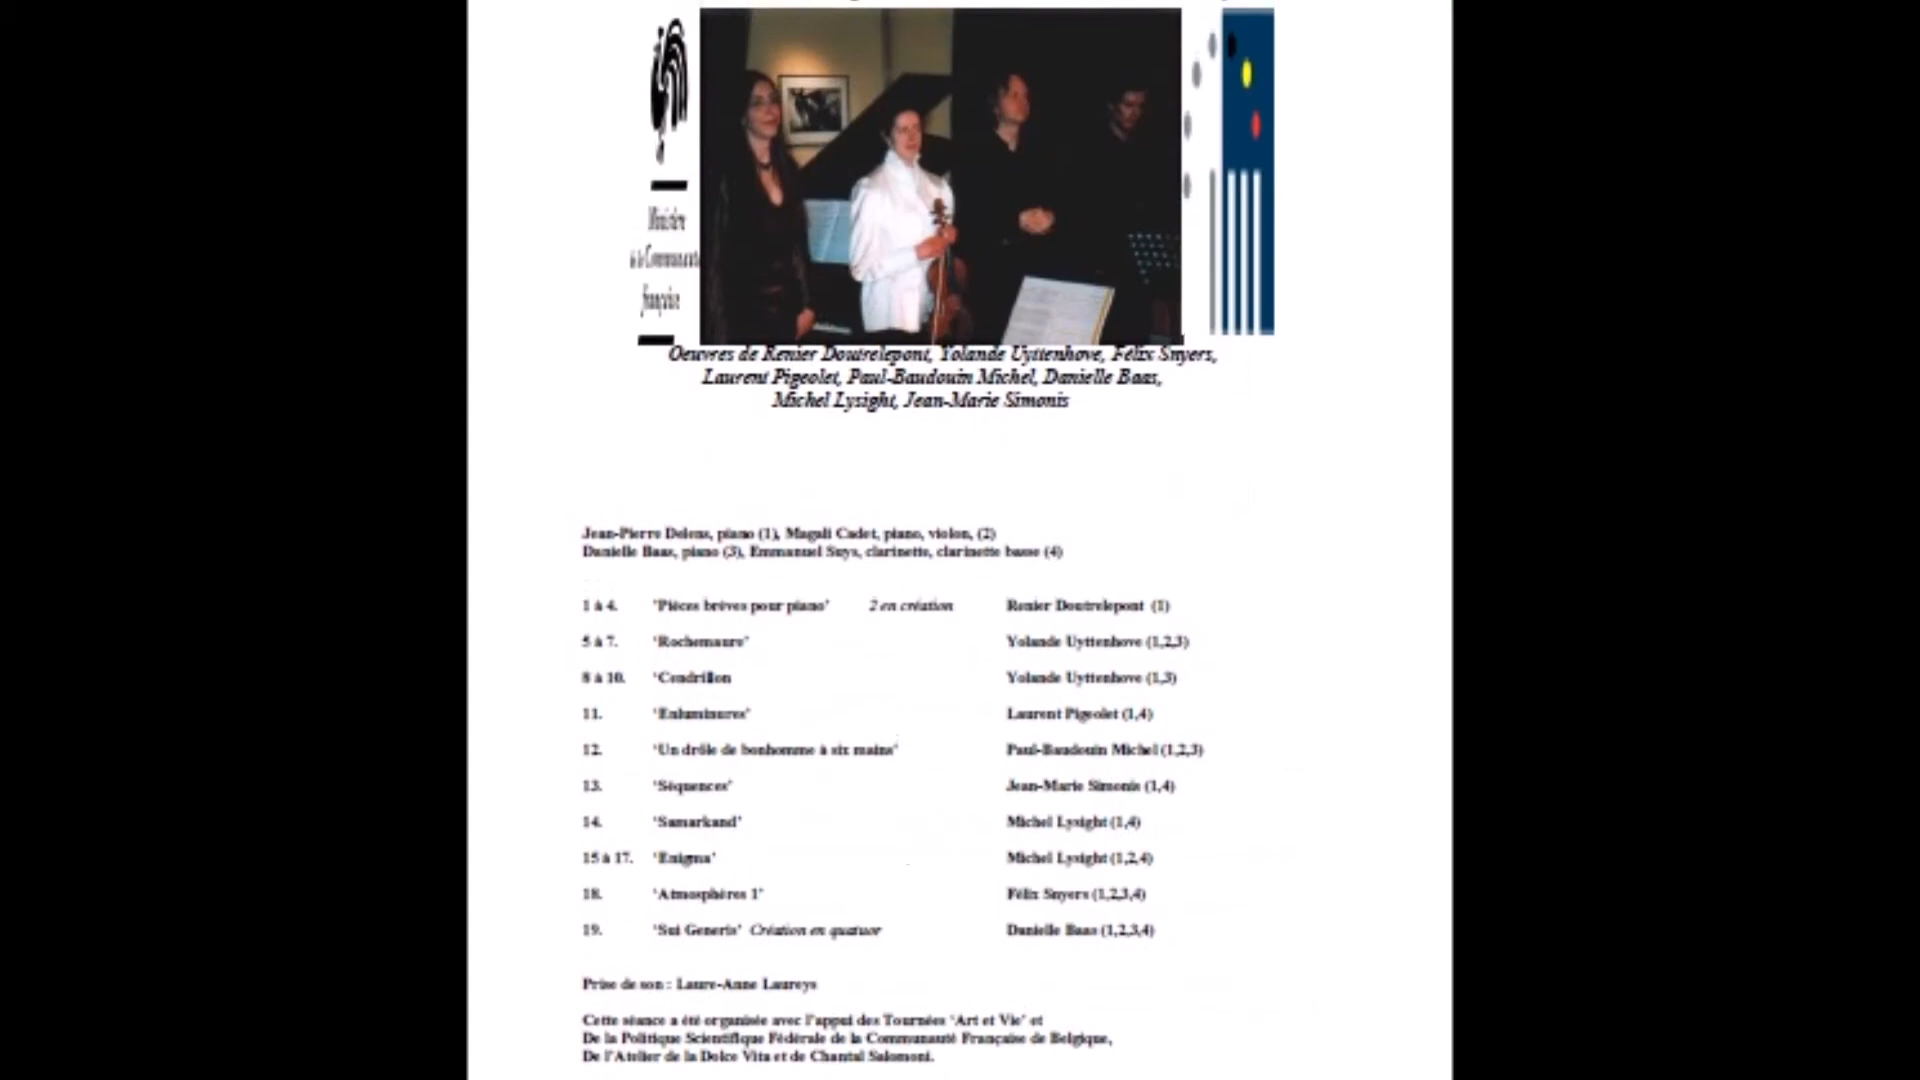 Ministère
de la Communauté
française
Oeuvres de Renier Doutrelepont, Yolande Uyttenhove, Félix Snyers,
Laurent Pigeolet, Paul-Baudouin Michel, Danielle Baas,
Michel Lysight, Jean-Marie Simonis
Jean-Pierre Delens, piano (1), Magali Cadet, piano, violon, (2)
Danielle Baas, piano (3), Emmanuel Suys, clarinette, clarinette basse (4)
1 à 4. 'Pièces brèves pour piano' 2 en création Renier Doutrelepont (1)
5 à 7. 'Rochemaure' Yolande Uyttenhove (1,2,3)
8 à 10. 'Cendrillon Yolande Uyttenhove (1,3)
11. 'Enluminures' Laurent Pigeolet (1,4)
12. 'Un drôle de bonhomme à six mains' Paul-Baudouin Michel (1,2,3)
13. 'Séquences' Jean-Marie Simonis (1,4)
14. 'Samarkand' Michel Lysight (1,4)
15 à 17. 'Enigma' Michel Lysight (1,2,4)
18. 'Atmosphères 1' Félix Snyers (1,2,3,4)
19. 'Sui Generis' Création en quatuor Danielle Baas (1,2,3,4)
Prise de son : Laure-Anne Laureys
Cette séance a été organisée avec l'appui des Tournées 'Art et Vie' et
De la Politique Scientifique Fédérale de la Communauté Française de Belgique,
De l'Atelier de la Dolce Vita et de Chantal Salomoni.